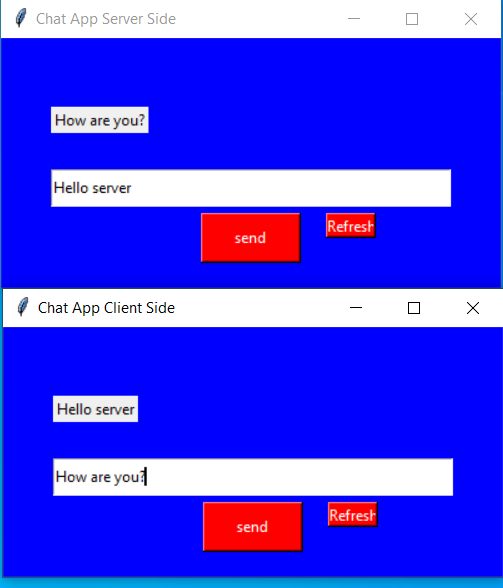 Chat App Server Side
How are you?
Hello server
send
Refresh
Chat App Client Side
Hello server
How are you?
send
Refresh